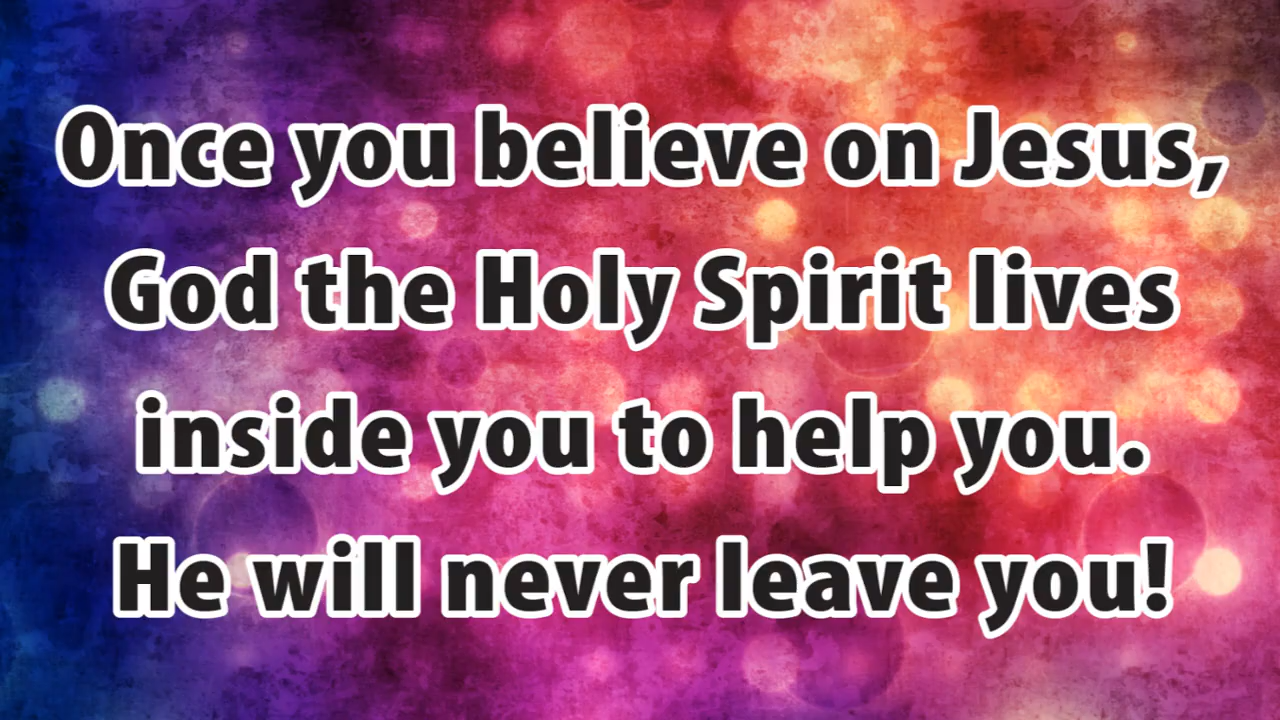 Once you believe on Jesus,
God the Holy Spirit lives
inside you to help you.
He will never leave you!